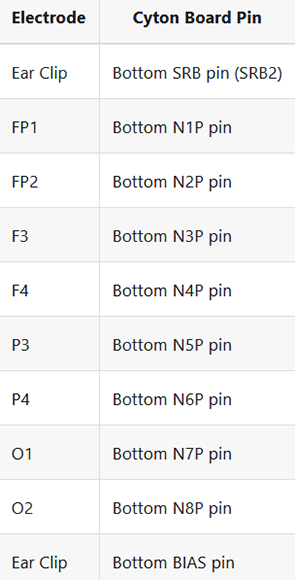 Electrode Cyton Board Pin
Ear Clip Bottom SRB pin (SRB2)
FP1 Bottom N1P pin
FP2 Bottom N2P pin
F3 Bottom N3P pin
F4 Bottom N4P pin
P3 Bottom N5P pin
P4 Bottom N6P pin
O1 Bottom N7P pin
O2 Bottom N8P pin
Ear Clip Bottom BIAS pin